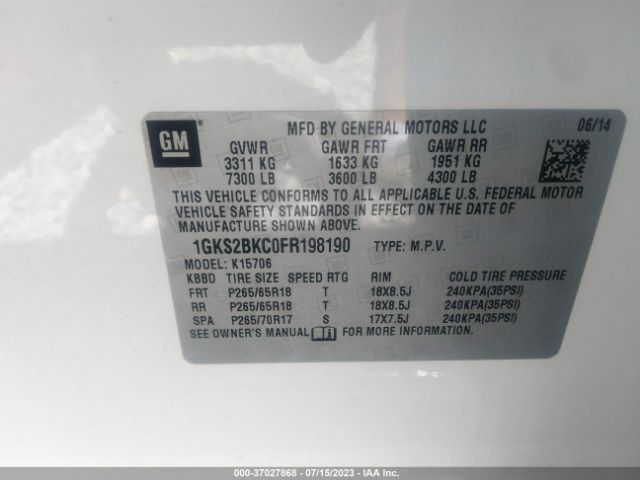 GM
MFD BY GENERAL MOTORS LLC 06/14
GVWR GAWR FRT GAWR RR
3311 KG 1633 KG 1951 KG
7300 LB 3600 LB 4300 LB
THIS VEHICLE CONFORMS TO ALL APPLICABLE U.S. FEDERAL MOTOR
VEHICLE SAFETY STANDARDS IN EFFECT ON THE DATE OF
MANUFACTURE SHOWN ABOVE.
1GKS2BKC0FR198190 TYPE: M.P.V.
MODEL: K15706
KBBD TIRE SIZE SPEED RTG RIM COLD TIRE PRESSURE
FRT P265/65R18 T 18X8.5J 240KPA(35PSI)
RR P265/65R18 T 18X8.5J 240KPA(35PSI)
SPA P265/70R17 S 17X7.5J 240KPA(35PSI)
SEE OWNER'S MANUAL FOR MORE INFORMATION.
000-37027868 / 07/15/2023 - IAA Inc.